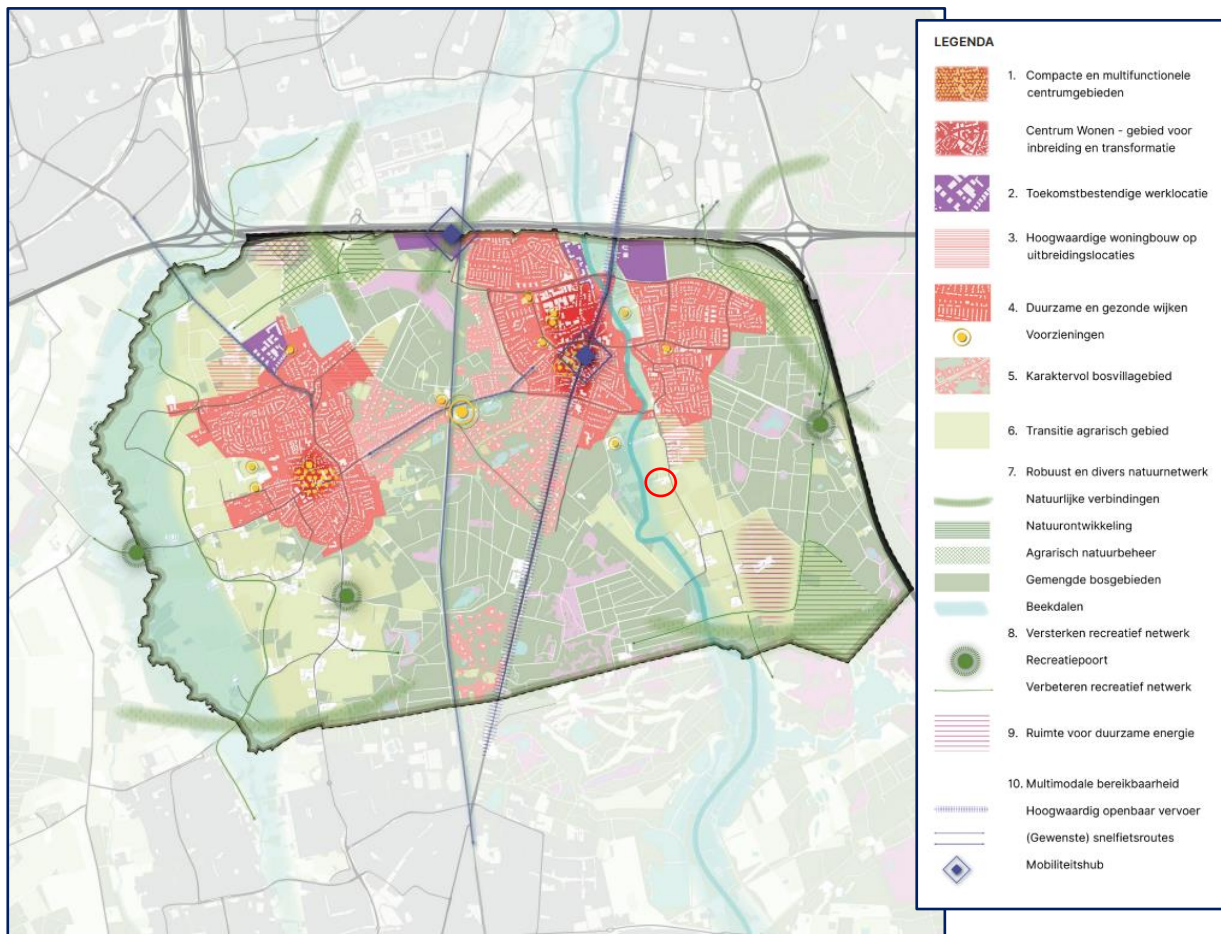 LEGENDA
1. Compacte en multifunctionele
centrumgebieden
Centrum Wonen - gebied voor
inbreiding en transformatie
2. Toekomstbestendige werklocatie
3. Hoogwaardige woningbouw op
uitbreidingslocaties
4. Duurzame en gezonde wijken
Voorzieningen
5. Karaktervol bosvillagebied
6. Transitie agrarisch gebied
7. Robuust en divers natuurnetwerk
Natuurlijke verbindingen
Natuurontwikkeling
Agrarisch natuurbeheer
Gemengde bosgebieden
Beekdalen
8. Versterken recreatief netwerk
Recreatiepoort
Verbeteren recreatief netwerk
9. Ruimte voor duurzame energie
10. Multimodale bereikbaarheid
Hoogwaardig openbaar vervoer
(Gewenste) snelfietsroutes
Mobiliteitshub